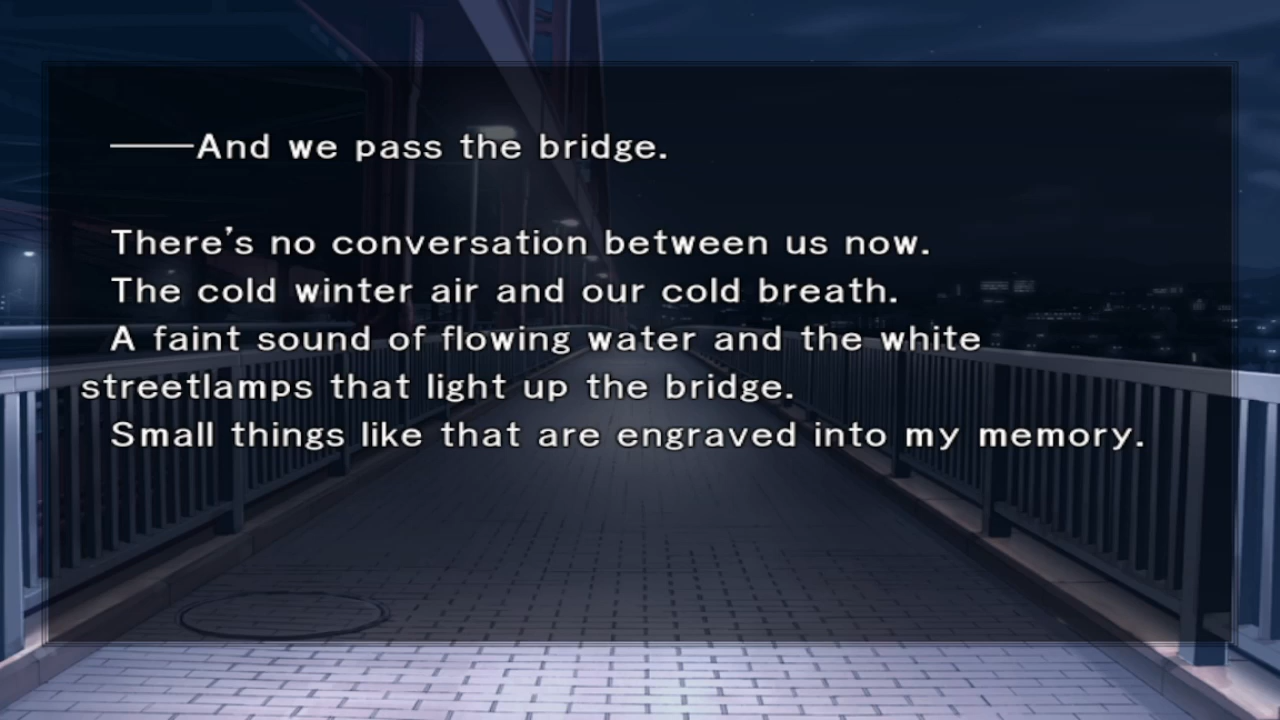 ——And we pass the bridge.
There's no conversation between us now.
The cold winter air and our cold breath.
A faint sound of flowing water and the white
streetlamps that light up the bridge.
Small things like that are engraved into my memory.